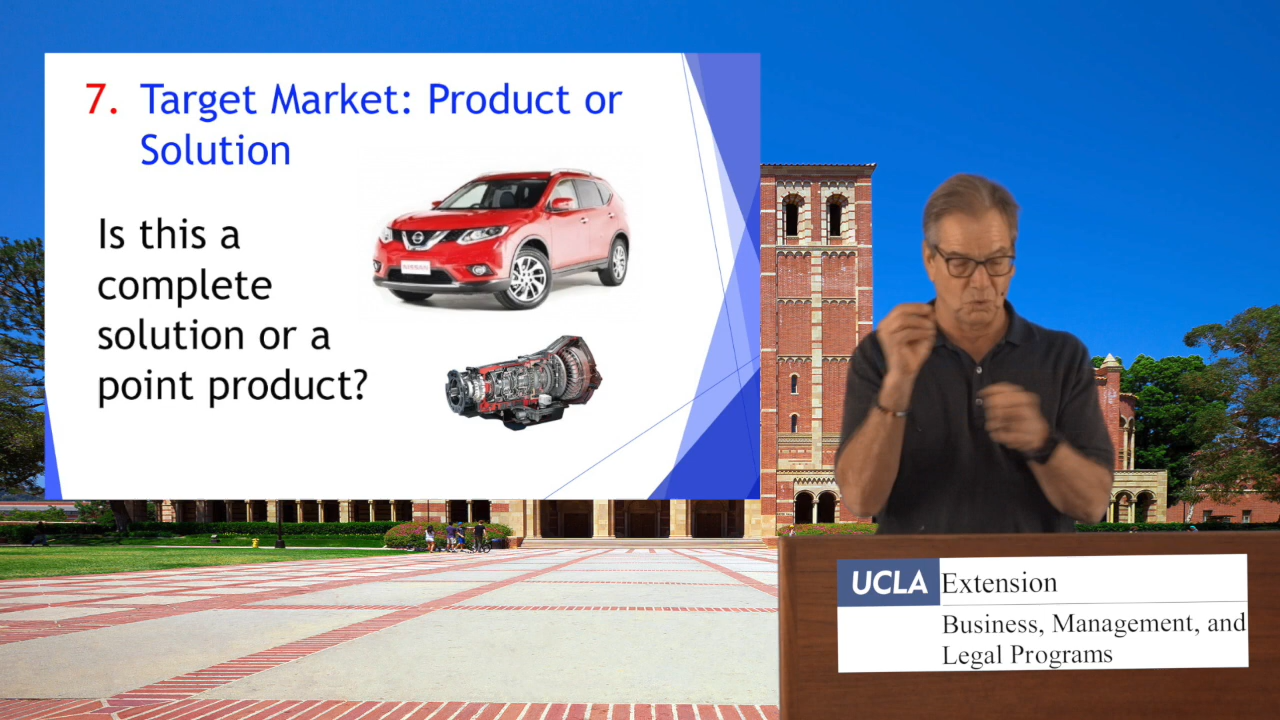 7. Target Market: Product or
Solution
Is this a
complete
solution or a
point product?
UCLA Extension
Business, Management, and
Legal Programs